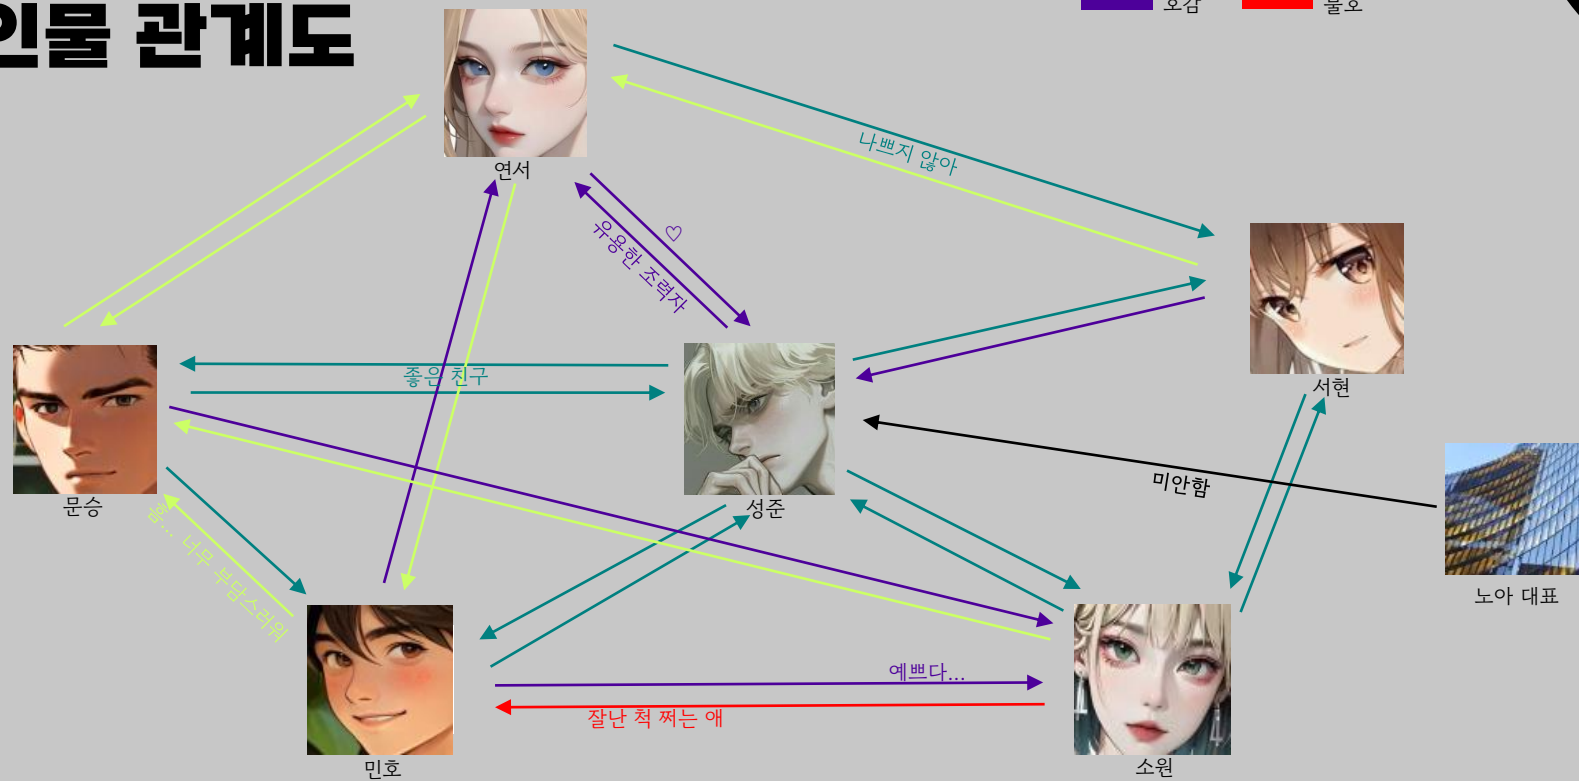 인물 관계도
호감
불호
연서
나쁘지 않아
♡
유용한 조력자
서현
좋은 친구
문승
성준
미안함
흠... 너무 부담스러워
노아 대표
예쁘다...
잘난 척 쩌는 애
민호
소원